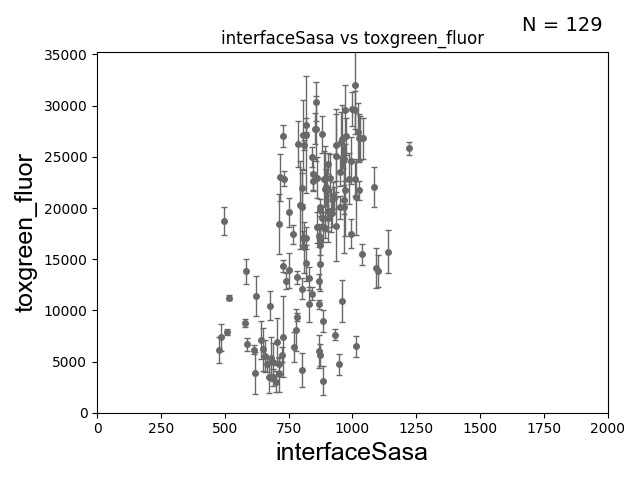 N = 129
interfaceSasa vs toxgreen_fluor
35000
30000
25000
20000
15000
10000
5000
0
toxgreen_fluor
0 250 500 750 1000 1250 1500 1750 2000
interfaceSasa